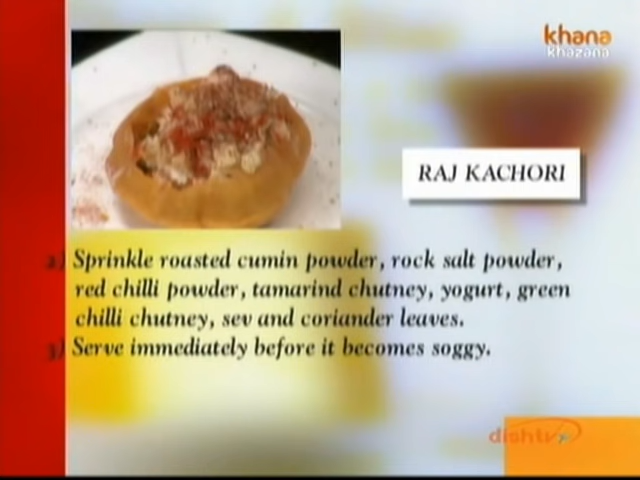 khana
khazana
RAJ KACHORI
2) Sprinkle roasted cumin powder, rock salt powder,
red chilli powder, tamarind chutney, yogurt, green
chilli chutney, sev and coriander leaves.
3) Serve immediately before it becomes soggy.
dishtv